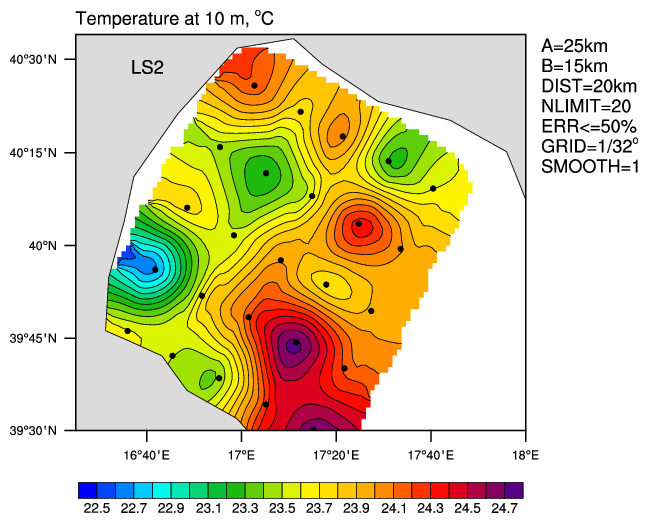 Temperature at 10 m, °C
LS2
A=25km
B=15km
DIST=20km
NLIMIT=20
ERR<=50%
GRID=1/32°
SMOOTH=1
40°30'N
40°15'N
40°N
39°45'N
39°30'N
16°40'E 17°E 17°20'E 17°40'E 18°E
22.5 22.7 22.9 23.1 23.3 23.5 23.7 23.9 24.1 24.3 24.5 24.7